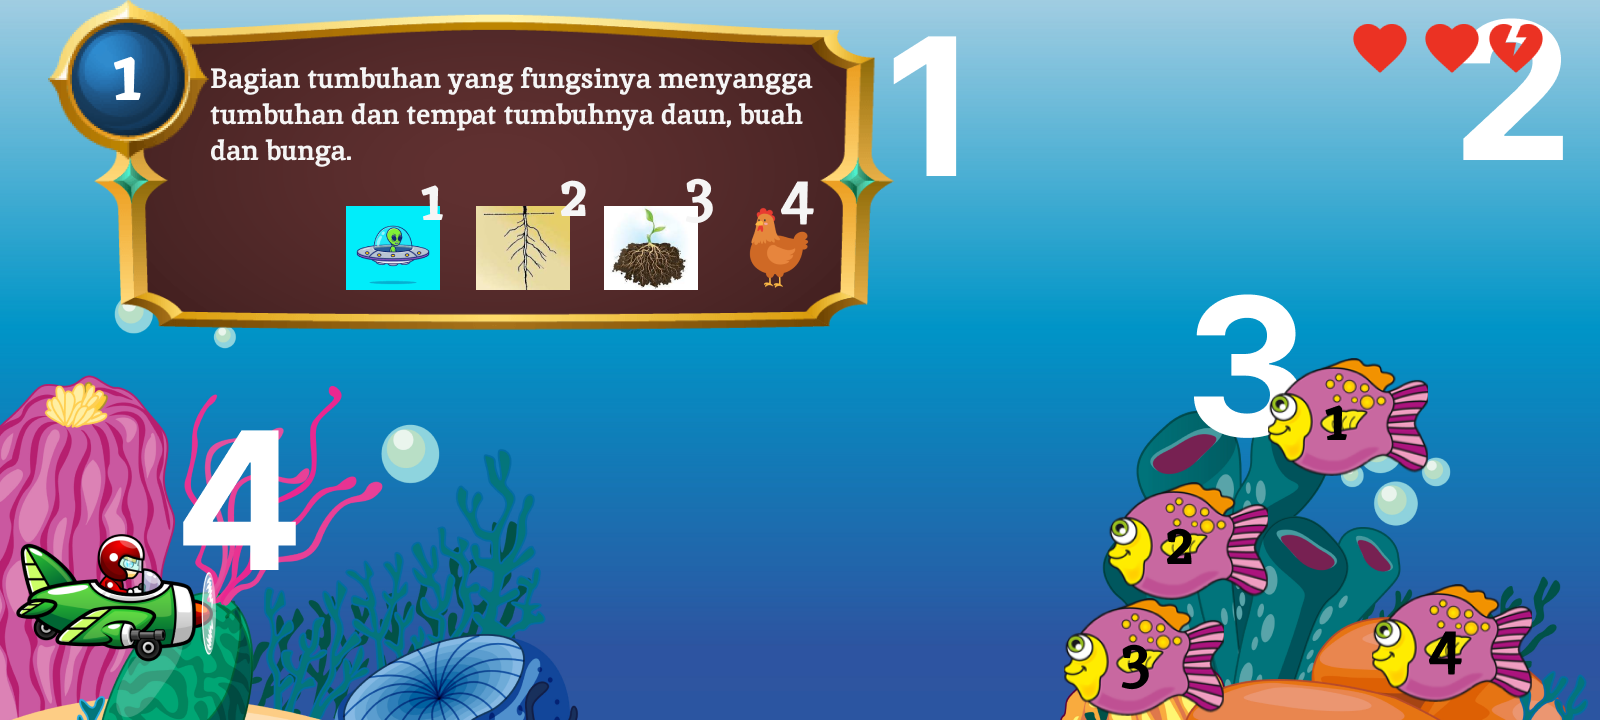 1
Bagian tumbuhan yang fungsinya menyangga
tumbuhan dan tempat tumbuhnya daun, buah
dan bunga.
1 2 3 4
1
2
3
4
1
2
3
4